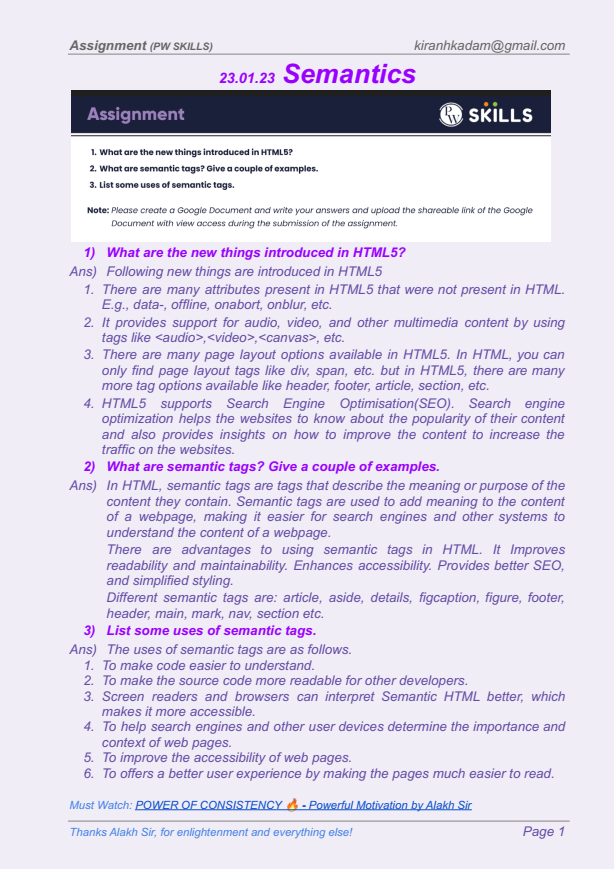 Assignment (PW SKILLS) kiranhkadam@gmail.com
23.01.23 Semantics
Assignment PW SKILLS
1. What are the new things introduced in HTML5?
2. What are semantic tags? Give a couple of examples.
3. List some uses of semantic tags.
Note: Please create a Google Document and write your answers and upload the shareable link of the Google
Document with view access during the submission of the assignment.
1) What are the new things introduced in HTML5?
Ans) Following new things are introduced in HTML5
1. There are many attributes present in HTML5 that were not present in HTML.
E.g., data-, offline, onabort, onblur, etc.
2. It provides support for audio, video, and other multimedia content by using
tags like <audio>,<video>,<canvas>, etc.
3. There are many page layout options available in HTML5. In HTML, you can
only find page layout tags like div, span, etc. but in HTML5, there are many
more tag options available like header, footer, article, section, etc.
4. HTML5 supports Search Engine Optimisation(SEO). Search engine
optimization helps the websites to know about the popularity of their content
and also provides insights on how to improve the content to increase the
traffic on the websites.
2) What are semantic tags? Give a couple of examples.
Ans) In HTML, semantic tags are tags that describe the meaning or purpose of the
content they contain. Semantic tags are used to add meaning to the content
of a webpage, making it easier for search engines and other systems to
understand the content of a webpage.
There are advantages to using semantic tags in HTML. It Improves
readability and maintainability. Enhances accessibility. Provides better SEO,
and simplified styling.
Different semantic tags are: article, aside, details, figcaption, figure, footer,
header, main, mark, nav, section etc.
3) List some uses of semantic tags.
Ans) The uses of semantic tags are as follows.
1. To make code easier to understand.
2. To make the source code more readable for other developers.
3. Screen readers and browsers can interpret Semantic HTML better, which
makes it more accessible.
4. To help search engines and other user devices determine the importance and
context of web pages.
5. To improve the accessibility of web pages.
6. To offers a better user experience by making the pages much easier to read.
Must Watch: POWER OF CONSISTENCY 🔥 - Powerful Motivation by Alakh Sir
Thanks Alakh Sir, for enlightenment and everything else! Page 1